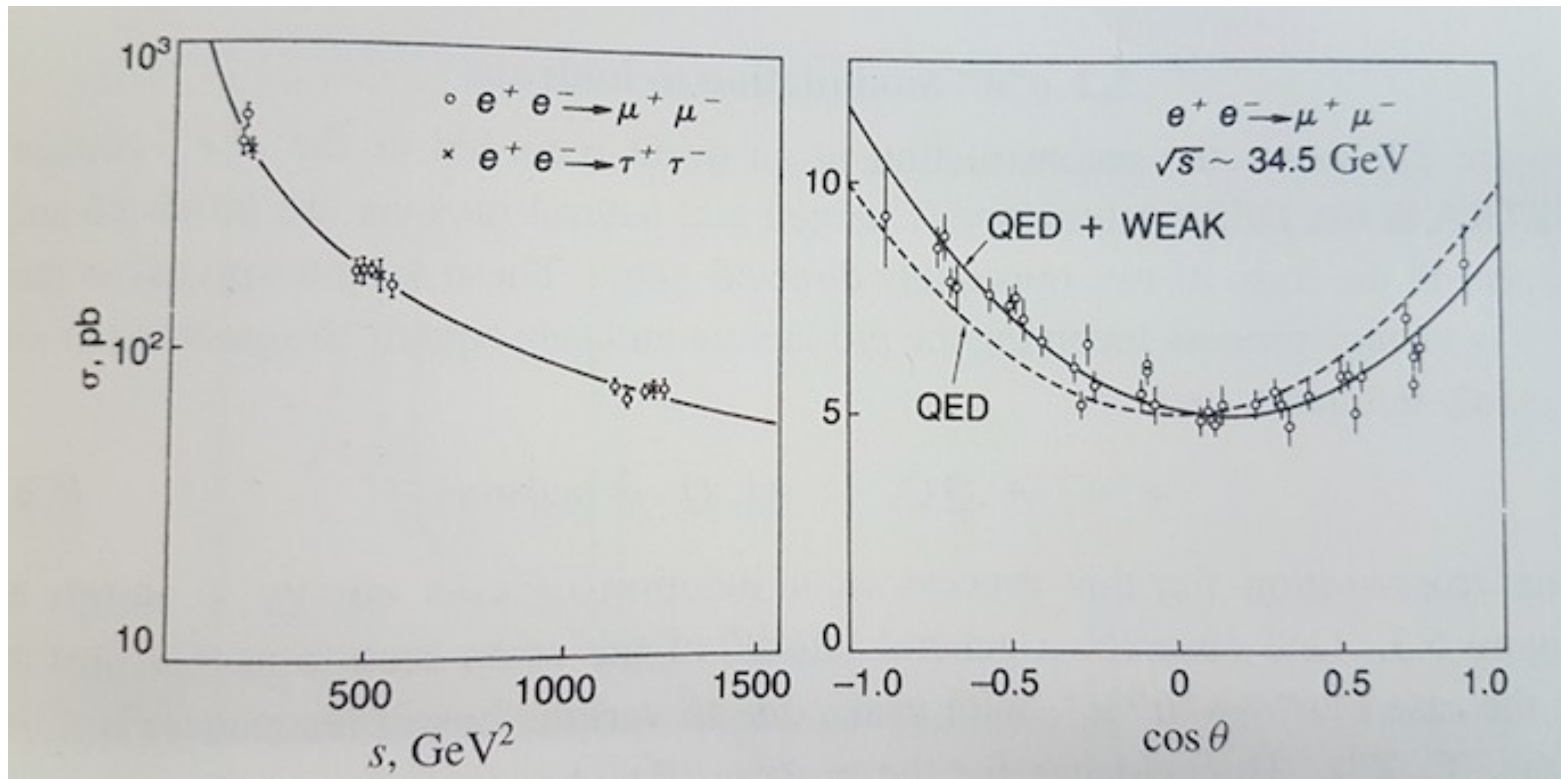 10³
10²
10
σ, pb
e⁺ e⁻ → μ⁺ μ⁻
e⁺ e⁻ → τ⁺ τ⁻
500 1000 1500
s, GeV²
e⁺ e⁻ → μ⁺ μ⁻
√s ~ 34.5 GeV
10
5
0
QED + WEAK
QED
−1.0 −0.5 0 0.5 1.0
cos θ